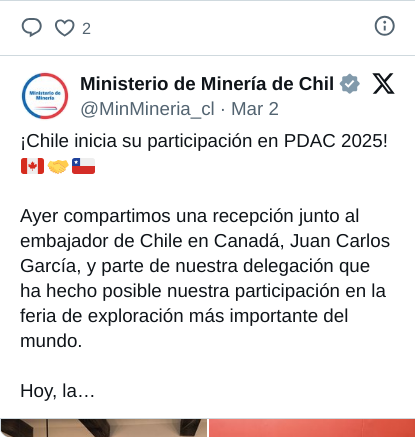 2
Ministerio de Minería de Chil
@MinMineria_cl · Mar 2
Ministerio de
Minería
¡Chile inicia su participación en PDAC 2025!
🇨🇦🤝🇨🇱
Ayer compartimos una recepción junto al
embajador de Chile en Canadá, Juan Carlos
García, y parte de nuestra delegación que
ha hecho posible nuestra participación en la
feria de exploración más importante del
mundo.
Hoy, la…